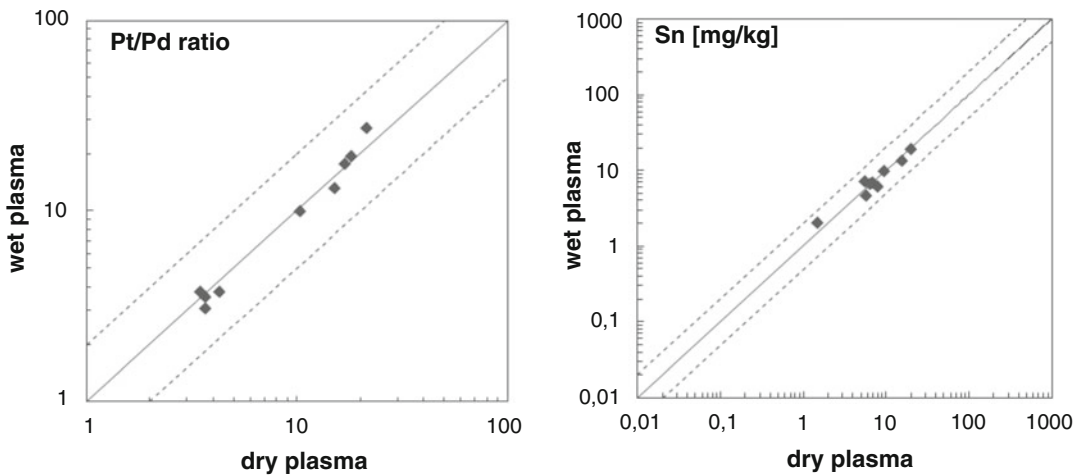 Pt/Pd ratio
100
10
1
wet plasma
1 10 100
dry plasma
Sn [mg/kg]
1000
100
10
1
0,1
0,01
wet plasma
0,01 0,1 1 10 100 1000
dry plasma